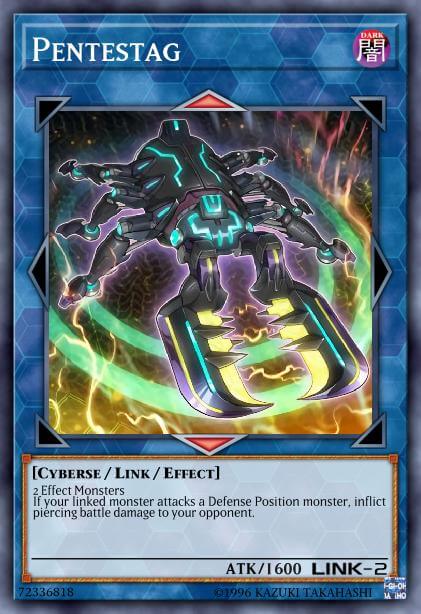 PENTESTAG
DARK
闇
[CYBERSE / LINK / EFFECT]
2 Effect Monsters
If your linked monster attacks a Defense Position monster, inflict
piercing battle damage to your opponent.
ATK/1600 LINK-2
72336818 ©1996 KAZUKI TAKAHASHI